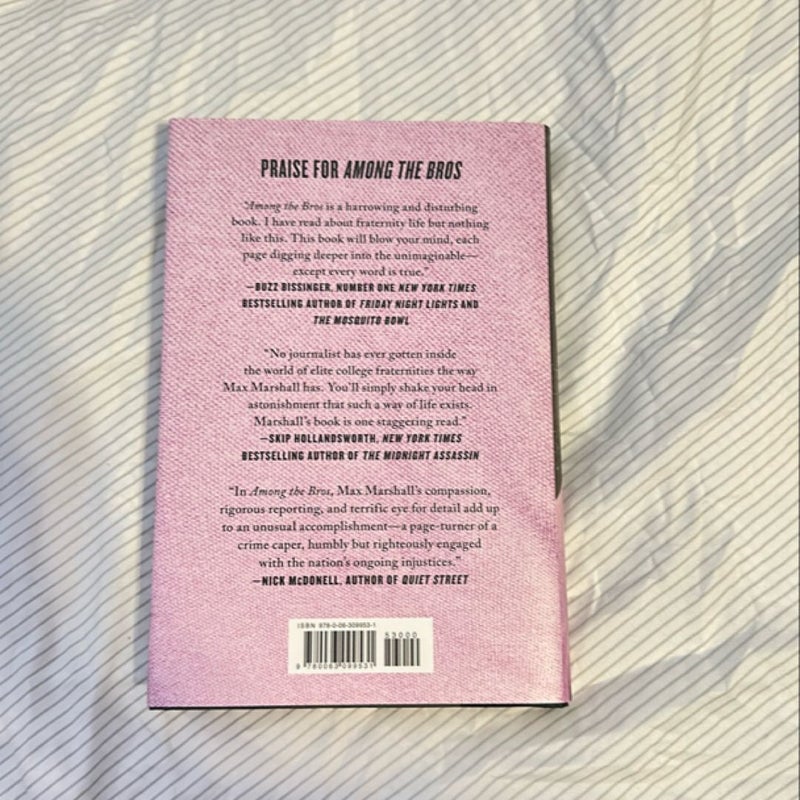 PRAISE FOR AMONG THE BROS
"Among the Bros is a harrowing and disturbing
book. I have read about fraternity life but nothing
like this. This book will blow your mind, each
page digging deeper into the unimaginable—
except every word is true."
—BUZZ BISSINGER, NUMBER ONE NEW YORK TIMES
BESTSELLING AUTHOR OF FRIDAY NIGHT LIGHTS AND
THE MOSQUITO BOWL
"No journalist has ever gotten inside
the world of elite college fraternities the way
Max Marshall has. You'll simply shake your head in
astonishment that such a way of life exists.
Marshall's book is one staggering read."
—SKIP HOLLANDSWORTH, NEW YORK TIMES
BESTSELLING AUTHOR OF THE MIDNIGHT ASSASSIN
"In Among the Bros, Max Marshall's compassion,
rigorous reporting, and terrific eye for detail add up
to an unusual accomplishment—a page-turner of a
crime caper, humbly but righteously engaged
with the nation's ongoing injustices."
—NICK McDONELL, AUTHOR OF QUIET STREET
ISBN 978-0-06-309953-1
53000
9 780063 099531